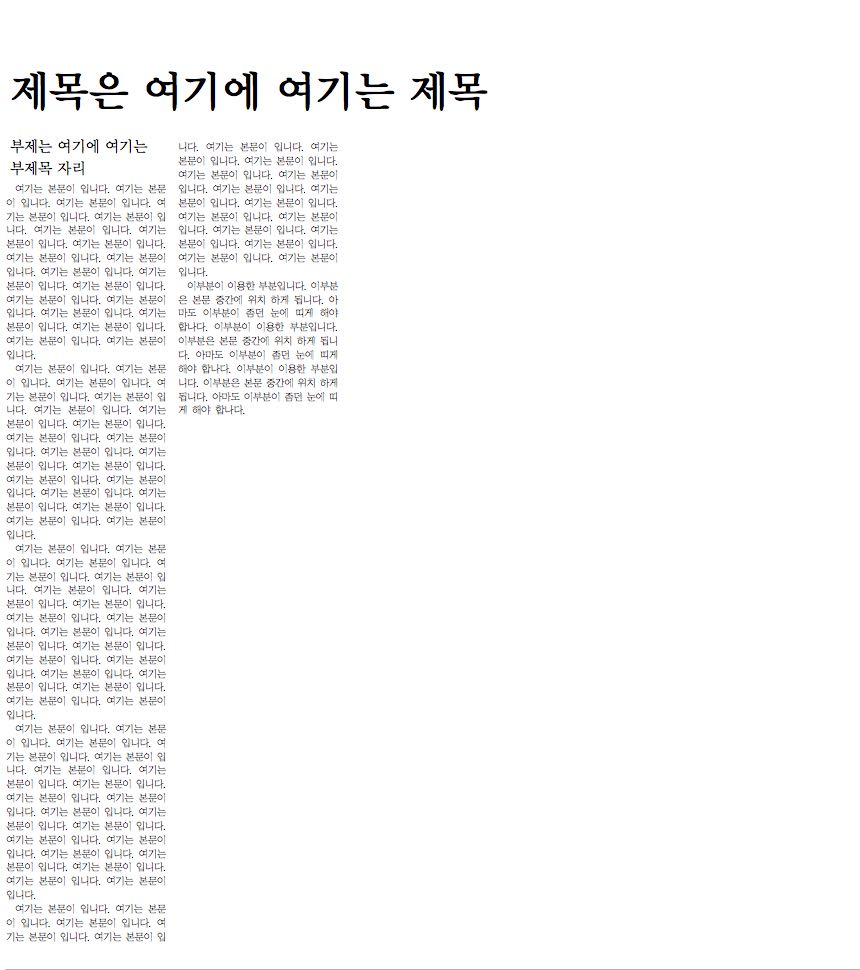 제목은 여기에 여기는 제목
부제는 여기에 여기는
부제목 자리
여기는 본문이 입니다. 여기는 본문
이 입니다. 여기는 본문이 입니다. 여
기는 본문이 입니다. 여기는 본문이 입
니다. 여기는 본문이 입니다. 여기는
본문이 입니다. 여기는 본문이 입니다.
여기는 본문이 입니다. 여기는 본문이
입니다. 여기는 본문이 입니다. 여기는
본문이 입니다. 여기는 본문이 입니다.
여기는 본문이 입니다. 여기는 본문이
입니다. 여기는 본문이 입니다. 여기는
본문이 입니다. 여기는 본문이 입니다.
여기는 본문이 입니다. 여기는 본문이
입니다.
여기는 본문이 입니다. 여기는 본문
이 입니다. 여기는 본문이 입니다. 여
기는 본문이 입니다. 여기는 본문이 입
니다. 여기는 본문이 입니다. 여기는
본문이 입니다. 여기는 본문이 입니다.
여기는 본문이 입니다. 여기는 본문이
입니다. 여기는 본문이 입니다. 여기는
본문이 입니다. 여기는 본문이 입니다.
여기는 본문이 입니다. 여기는 본문이
입니다. 여기는 본문이 입니다. 여기는
본문이 입니다. 여기는 본문이 입니다.
여기는 본문이 입니다. 여기는 본문이
입니다.
여기는 본문이 입니다. 여기는 본문
이 입니다. 여기는 본문이 입니다. 여
기는 본문이 입니다. 여기는 본문이 입
니다. 여기는 본문이 입니다. 여기는
본문이 입니다. 여기는 본문이 입니다.
여기는 본문이 입니다. 여기는 본문이
입니다. 여기는 본문이 입니다. 여기는
본문이 입니다. 여기는 본문이 입니다.
여기는 본문이 입니다. 여기는 본문이
입니다. 여기는 본문이 입니다. 여기는
본문이 입니다. 여기는 본문이 입니다.
여기는 본문이 입니다. 여기는 본문이
입니다.
여기는 본문이 입니다. 여기는 본문
이 입니다. 여기는 본문이 입니다. 여
기는 본문이 입니다. 여기는 본문이 입
니다. 여기는 본문이 입니다. 여기는
본문이 입니다. 여기는 본문이 입니다.
여기는 본문이 입니다. 여기는 본문이
입니다. 여기는 본문이 입니다. 여기는
본문이 입니다. 여기는 본문이 입니다.
여기는 본문이 입니다. 여기는 본문이
입니다. 여기는 본문이 입니다. 여기는
본문이 입니다. 여기는 본문이 입니다.
여기는 본문이 입니다. 여기는 본문이
입니다.
여기는 본문이 입니다. 여기는 본문
이 입니다. 여기는 본문이 입니다. 여
기는 본문이 입니다. 여기는 본문이 입
니다. 여기는 본문이 입니다. 여기는
본문이 입니다. 여기는 본문이 입니다.
여기는 본문이 입니다. 여기는 본문이
입니다. 여기는 본문이 입니다. 여기는
본문이 입니다. 여기는 본문이 입니다.
여기는 본문이 입니다. 여기는 본문이
입니다. 여기는 본문이 입니다. 여기는
본문이 입니다. 여기는 본문이 입니다.
여기는 본문이 입니다. 여기는 본문이
입니다.
이부분이 이용한 부분입니다. 이부분
은 본문 중간에 위치 하게 됩니다. 아
마도 이부분이 좀던 눈에 띠게 해야
합나다. 이부분이 이용한 부분입니다.
이부분은 본문 중간에 위치 하게 됩니
다. 아마도 이부분이 좀던 눈에 띠게
해야 합나다. 이부분이 이용한 부분입
니다. 이부분은 본문 중간에 위치 하게
됩니다. 아마도 이부분이 좀던 눈에 띠
게 해야 합나다.